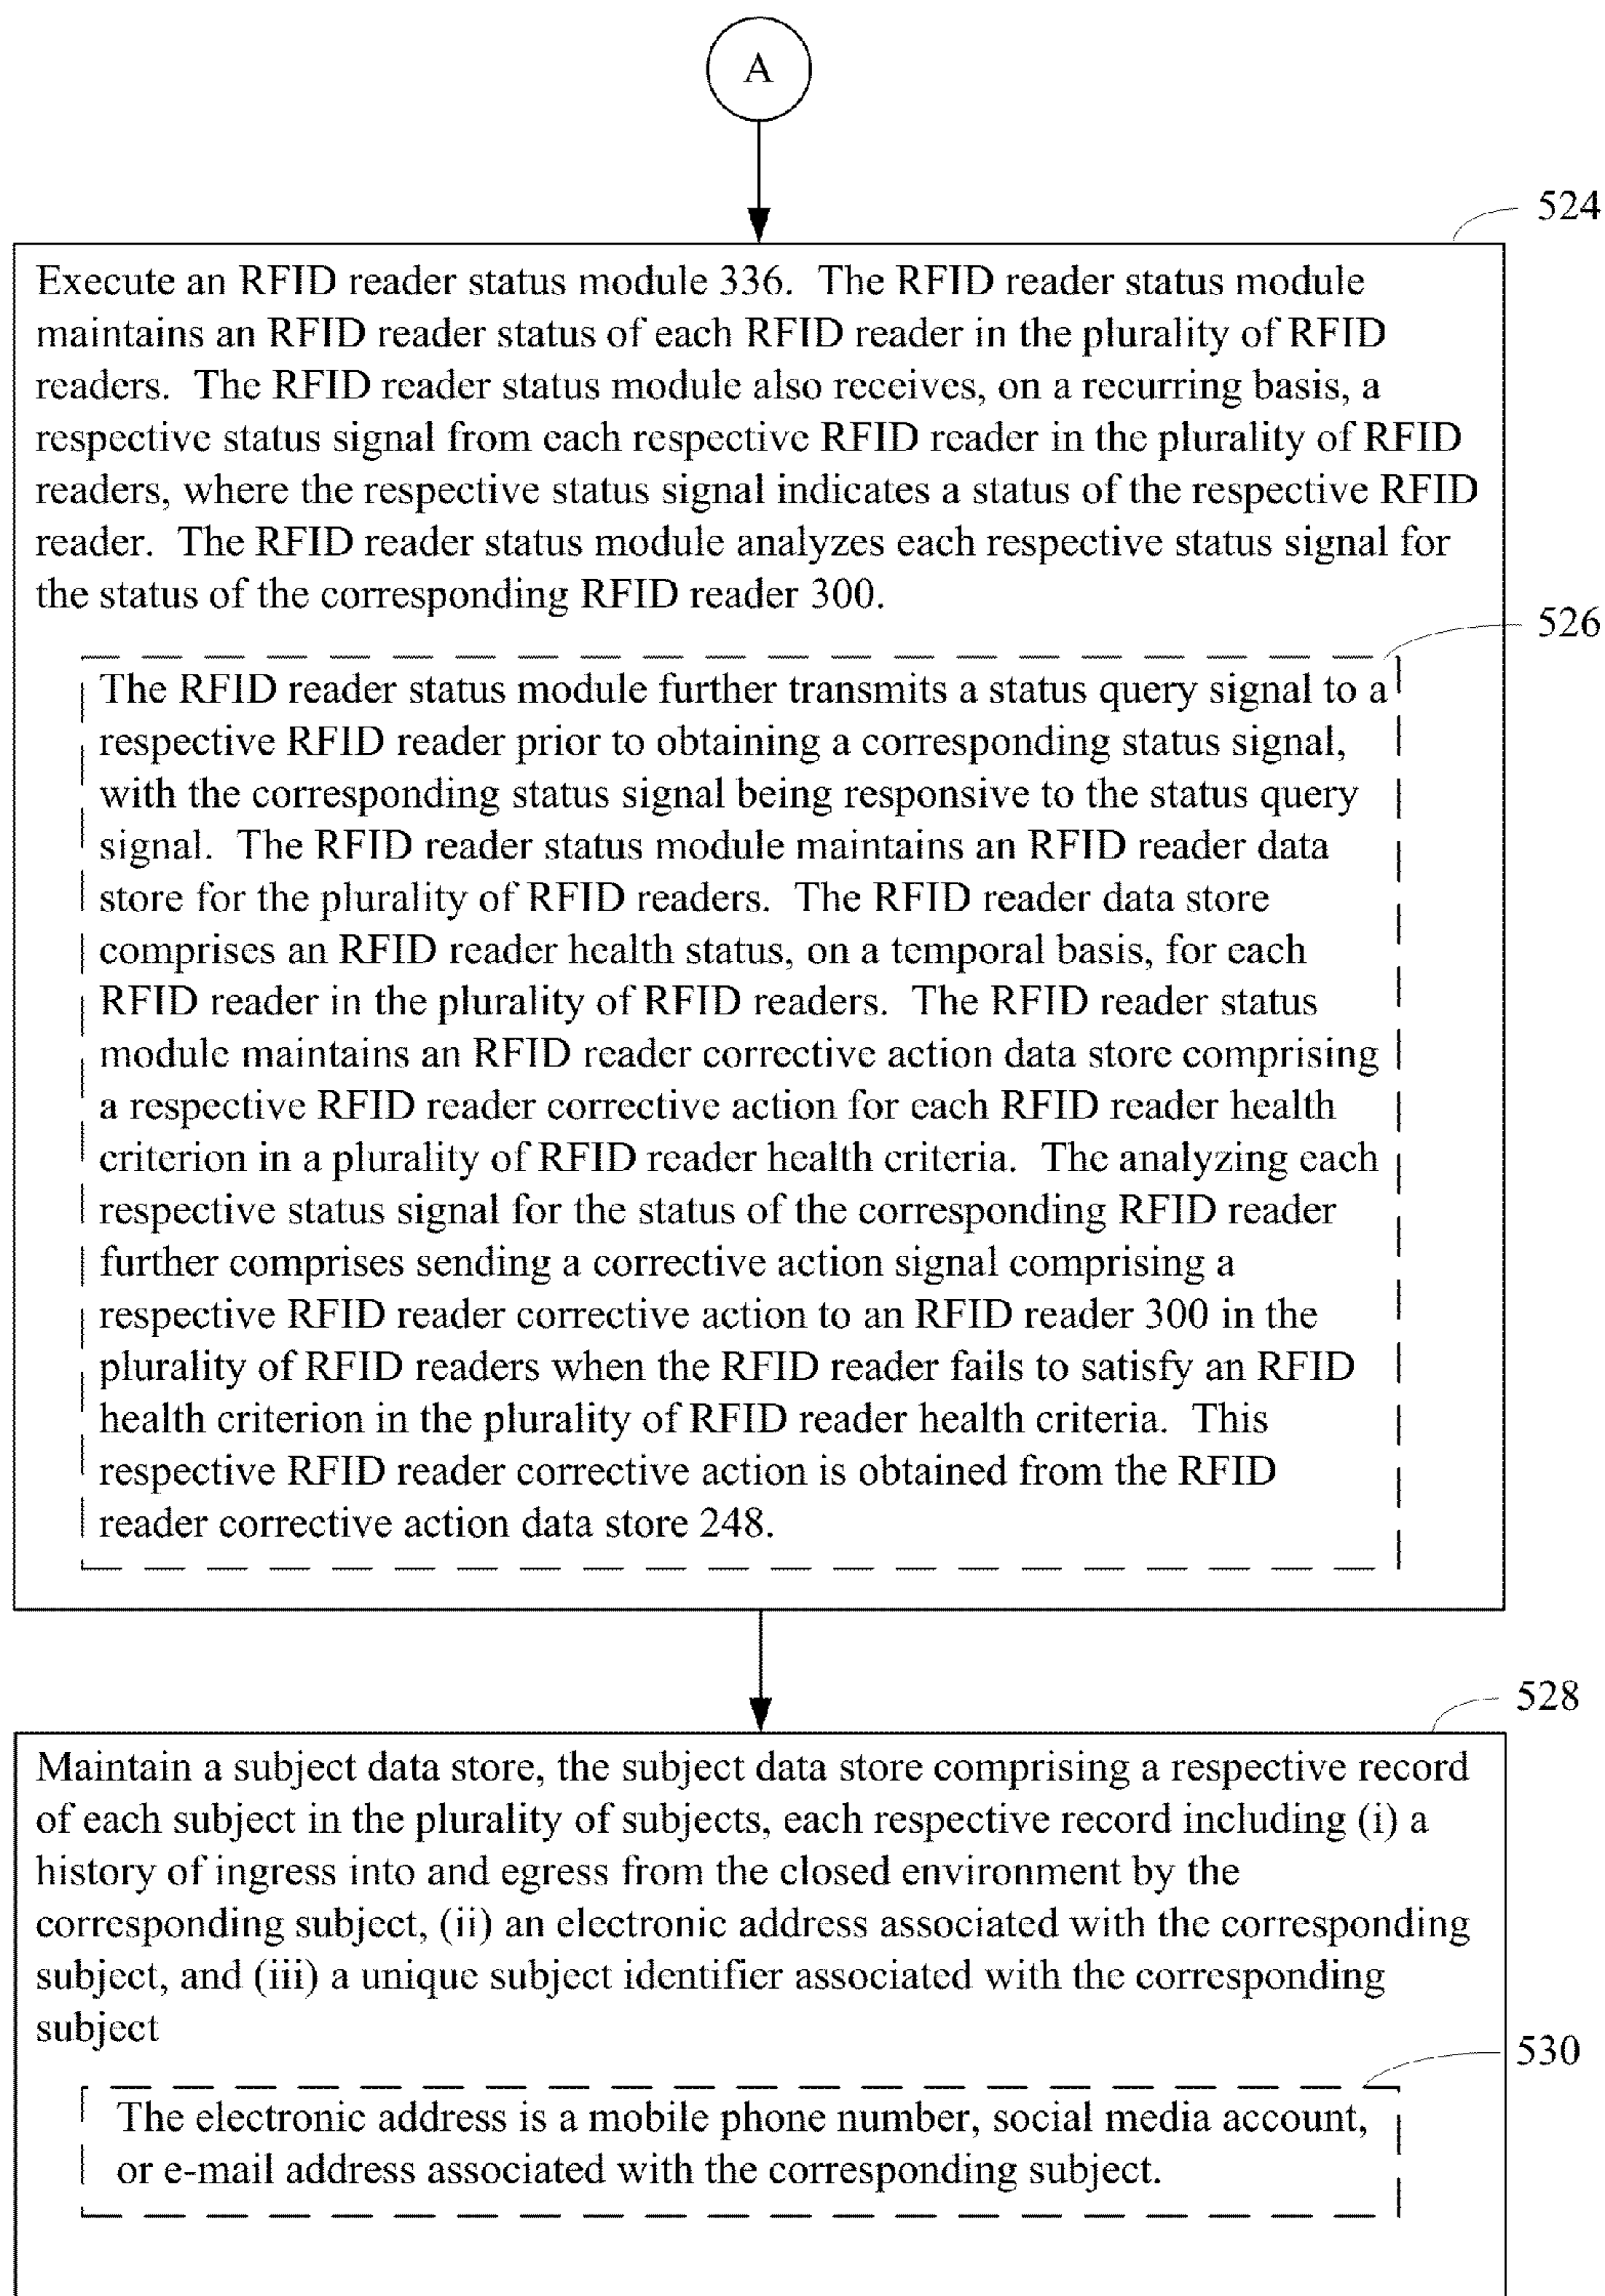 A
524
Execute an RFID reader status module 336. The RFID reader status module
maintains an RFID reader status of each RFID reader in the plurality of RFID
readers. The RFID reader status module also receives, on a recurring basis, a
respective status signal from each respective RFID reader in the plurality of RFID
readers, where the respective status signal indicates a status of the respective RFID
reader. The RFID reader status module analyzes each respective status signal for
the status of the corresponding RFID reader 300.
526
The RFID reader status module further transmits a status query signal to a
respective RFID reader prior to obtaining a corresponding status signal,
with the corresponding status signal being responsive to the status query
signal. The RFID reader status module maintains an RFID reader data
store for the plurality of RFID readers. The RFID reader data store
comprises an RFID reader health status, on a temporal basis, for each
RFID reader in the plurality of RFID readers. The RFID reader status
module maintains an RFID reader corrective action data store comprising
a respective RFID reader corrective action for each RFID reader health
criterion in a plurality of RFID reader health criteria. The analyzing each
respective status signal for the status of the corresponding RFID reader
further comprises sending a corrective action signal comprising a
respective RFID reader corrective action to an RFID reader 300 in the
plurality of RFID readers when the RFID reader fails to satisfy an RFID
health criterion in the plurality of RFID reader health criteria. This
respective RFID reader corrective action is obtained from the RFID
reader corrective action data store 248.
528
Maintain a subject data store, the subject data store comprising a respective record
of each subject in the plurality of subjects, each respective record including (i) a
history of ingress into and egress from the closed environment by the
corresponding subject, (ii) an electronic address associated with the corresponding
subject, and (iii) a unique subject identifier associated with the corresponding
subject
530
The electronic address is a mobile phone number, social media account,
or e-mail address associated with the corresponding subject.